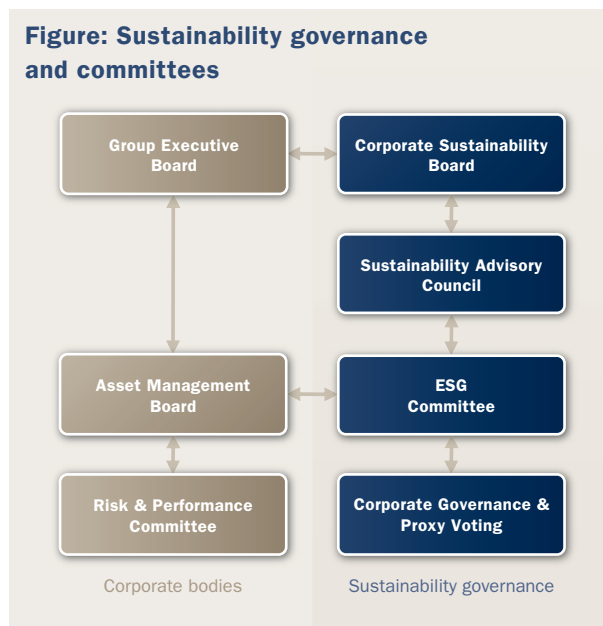 Figure: Sustainability governance
and committees
Group Executive
Board
Corporate Sustainability
Board
Sustainability Advisory
Council
Asset Management
Board
ESG
Committee
Risk & Performance
Committee
Corporate Governance &
Proxy Voting
Corporate bodies
Sustainability governance